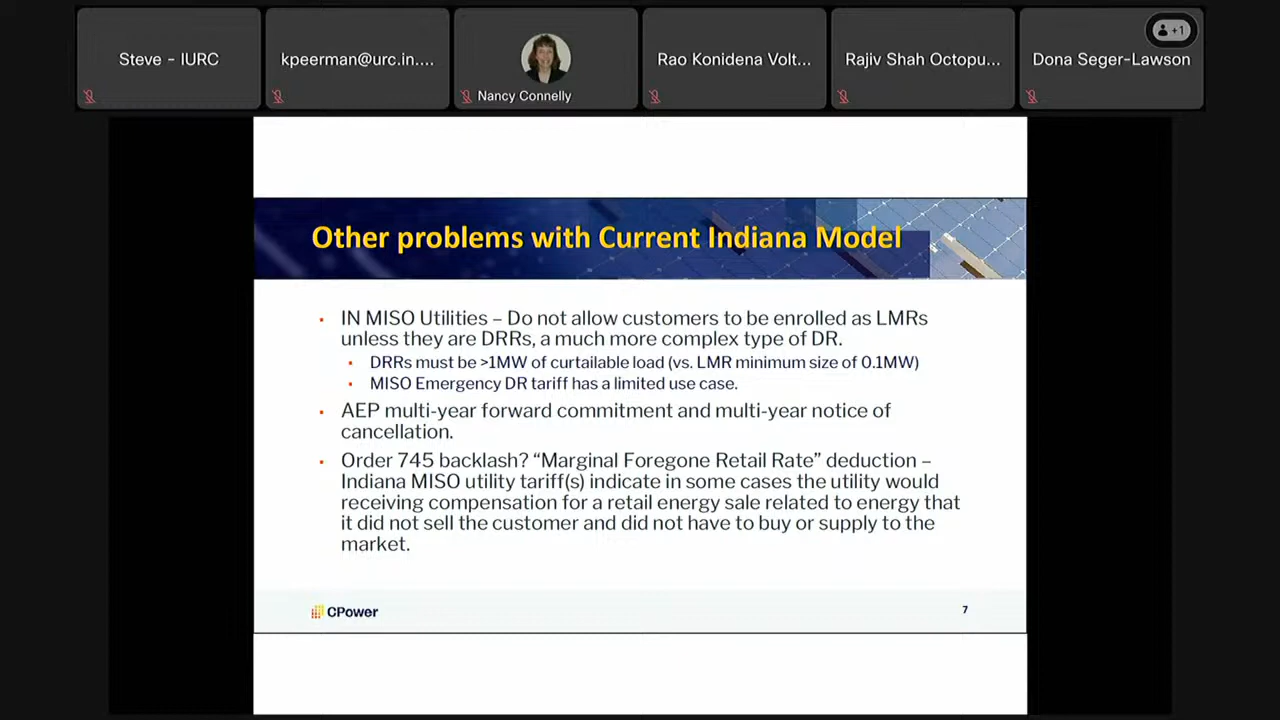 Steve - IURC
kpeerman@urc.in....
Nancy Connelly
Rao Konidena Volt...
Rajiv Shah Octopu...
Dona Seger-Lawson
+1
Other problems with Current Indiana Model
• IN MISO Utilities – Do not allow customers to be enrolled as LMRs
unless they are DRRs, a much more complex type of DR.
• DRRs must be >1MW of curtailable load (vs. LMR minimum size of 0.1MW)
• MISO Emergency DR tariff has a limited use case.
• AEP multi-year forward commitment and multi-year notice of
cancellation.
• Order 745 backlash? “Marginal Foregone Retail Rate” deduction –
Indiana MISO utility tariff(s) indicate in some cases the utility would
receiving compensation for a retail energy sale related to energy that
it did not sell the customer and did not have to buy or supply to the
market.
CPower
7